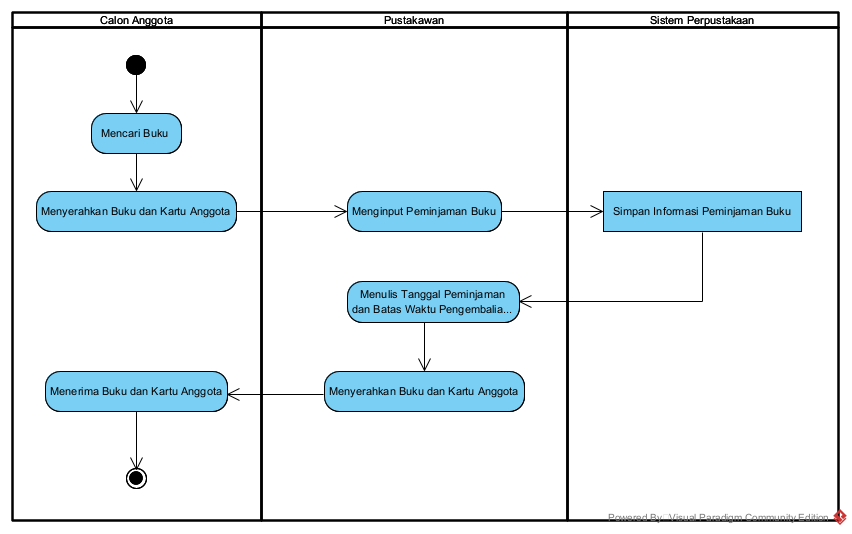 Calon Anggota
Pustakawan
Sistem Perpustakaan
Mencari Buku
Menyerahkan Buku dan Kartu Anggota
Menginput Peminjaman Buku
Simpan Informasi Peminjaman Buku
Menulis Tanggal Peminjaman
dan Batas Waktu Pengembalia...
Menerima Buku dan Kartu Anggota
Menyerahkan Buku dan Kartu Anggota
Powered By Visual Paradigm Community Edition